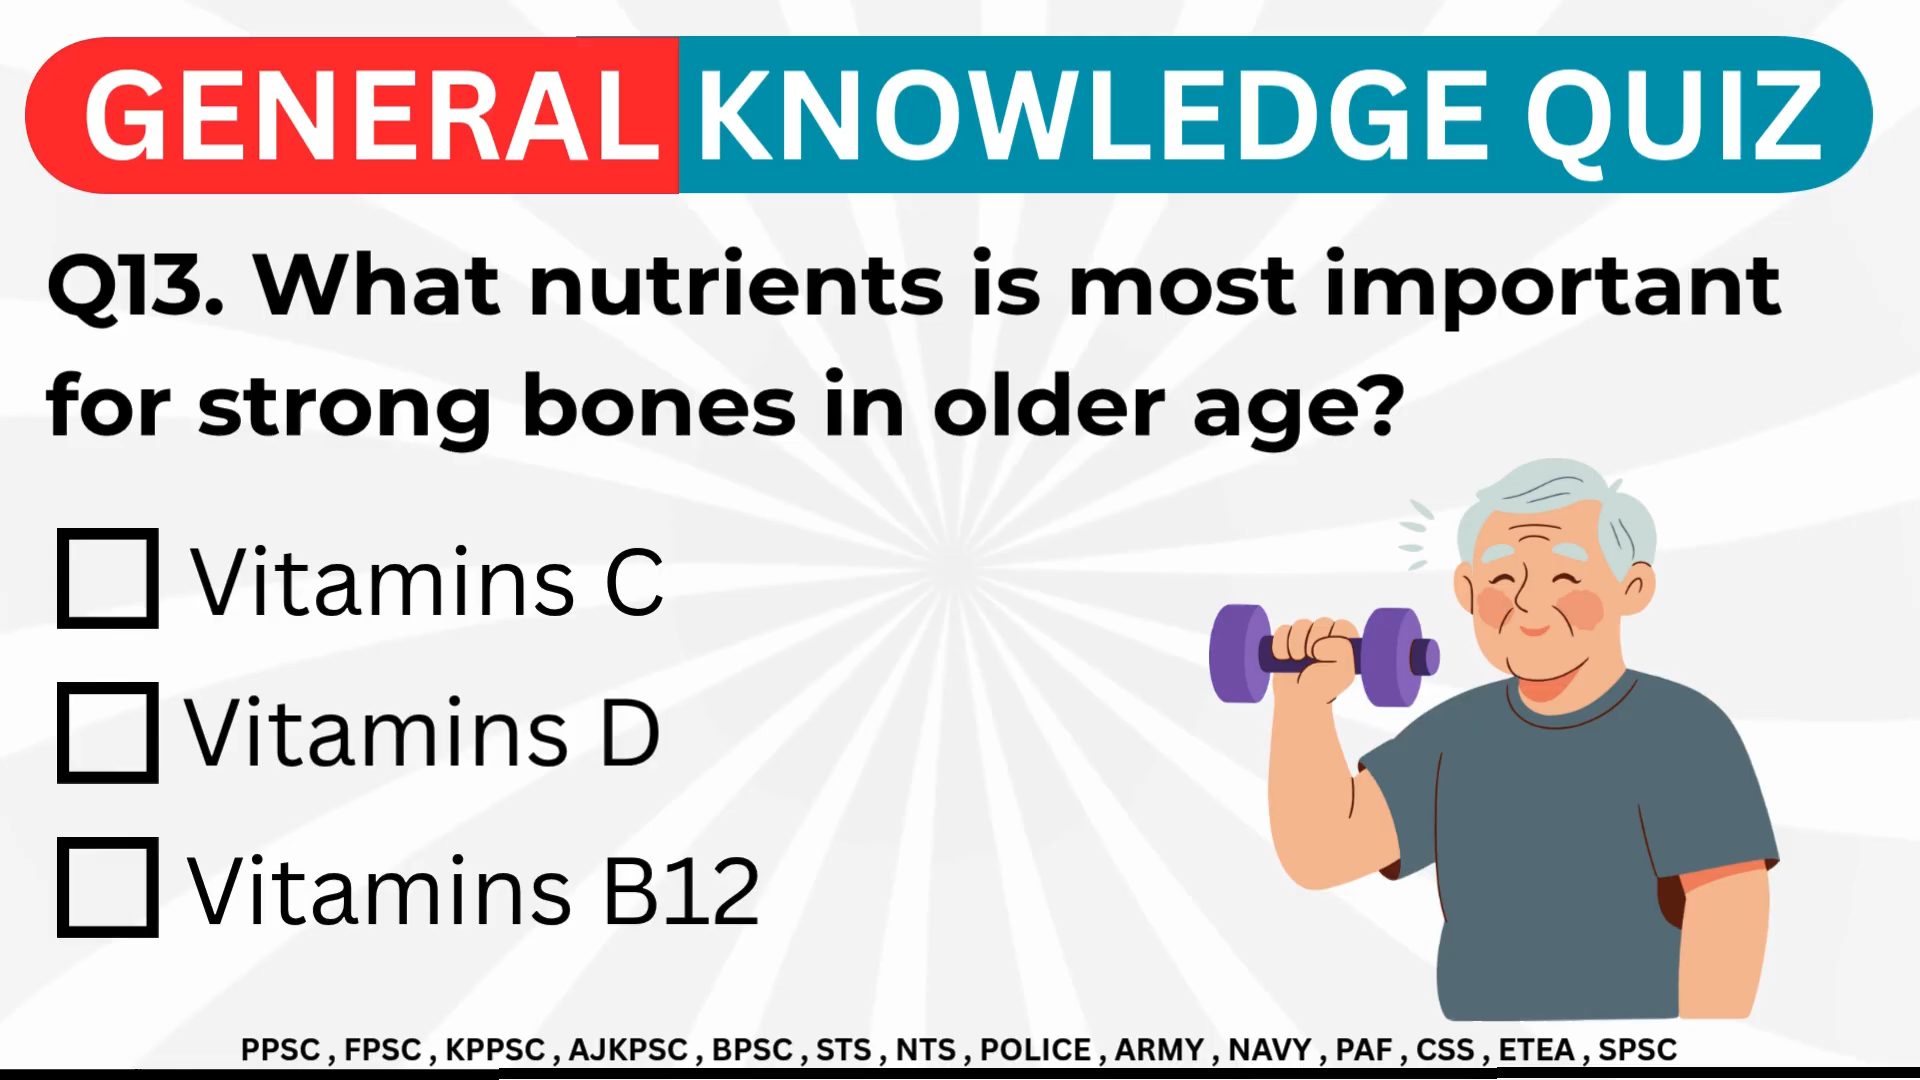 GENERAL KNOWLEDGE QUIZ
Q13. What nutrients is most important
for strong bones in older age?
Vitamins C
Vitamins D
Vitamins B12
PPSC , FPSC , KPPSC , AJKPSC , BPSC , STS , NTS , POLICE , ARMY , NAVY , PAF , CSS , ETEA , SPSC